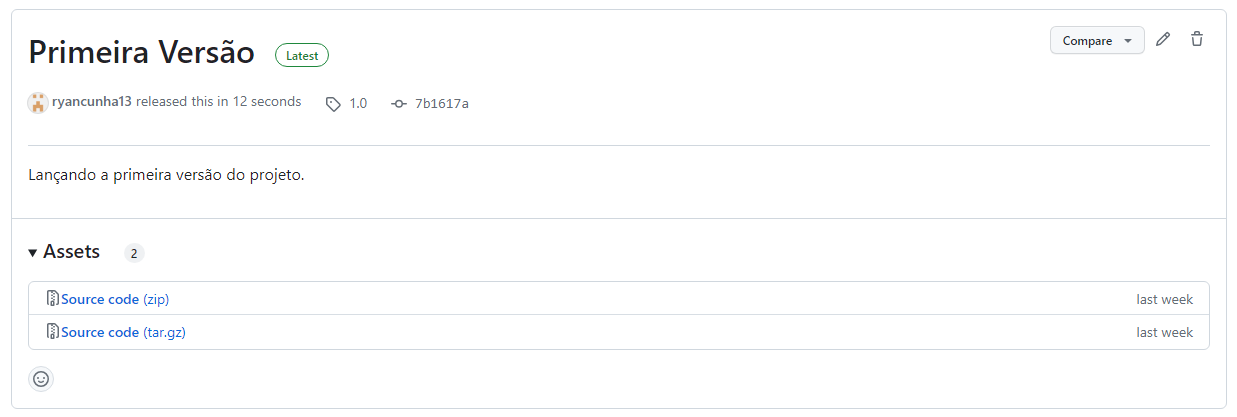 Primeira Versão Latest Compare
ryancunha13 released this in 12 seconds 1.0 7b1617a
Lançando a primeira versão do projeto.
Assets 2
Source code (zip) last week
Source code (tar.gz) last week